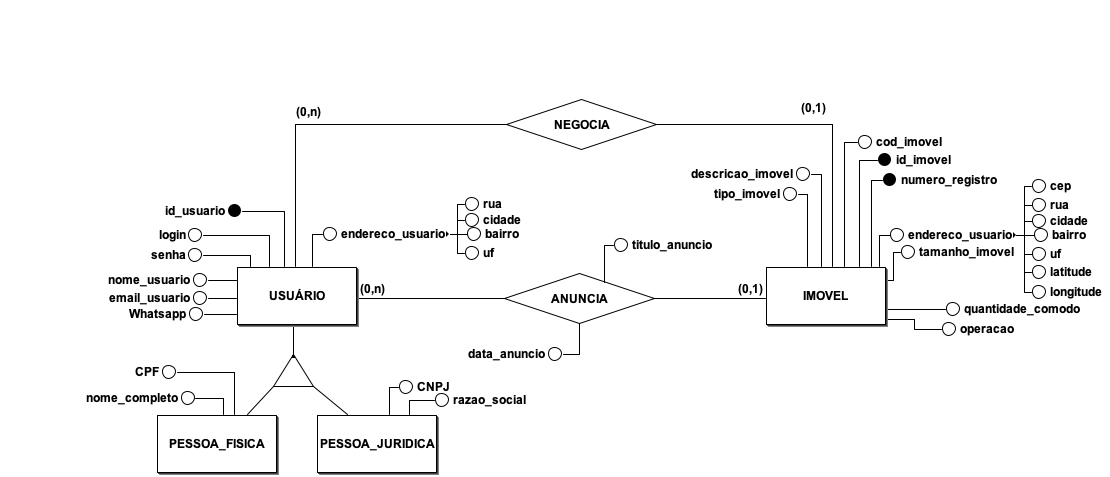 (0,n)
(0,1)
NEGOCIA
cod_imovel
id_imovel
descricao_imovel
numero_registro
tipo_imovel
cep
rua
rua
id_usuario
cidade
cidade
login
endereco_usuario
bairro
endereco_usuario
bairro
titulo_anuncio
senha
uf
tamanho_imovel
uf
latitude
nome_usuario
(0,n)
(0,1)
longitude
email_usuario
USUÁRIO
ANUNCIA
IMOVEL
Whatsapp
quantidade_comodo
operacao
data_anuncio
CPF
CNPJ
nome_completo
razao_social
PESSOA_FISICA
PESSOA_JURIDICA